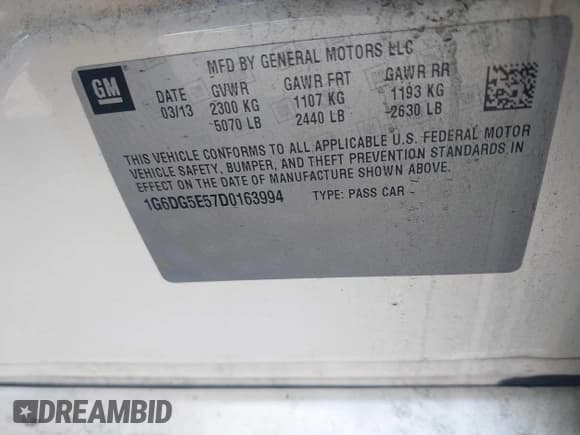 MFD BY GENERAL MOTORS LLC
GM
DATE GVWR GAWR FRT GAWR RR
03/13 2300 KG 1107 KG 1193 KG
5070 LB 2440 LB 2630 LB
THIS VEHICLE CONFORMS TO ALL APPLICABLE U.S. FEDERAL MOTOR
VEHICLE SAFETY, BUMPER, AND THEFT PREVENTION STANDARDS IN
EFFECT ON THE DATE OF MANUFACTURE SHOWN ABOVE.
1G6DG5E57D0163994 TYPE: PASS CAR
DREAMBID